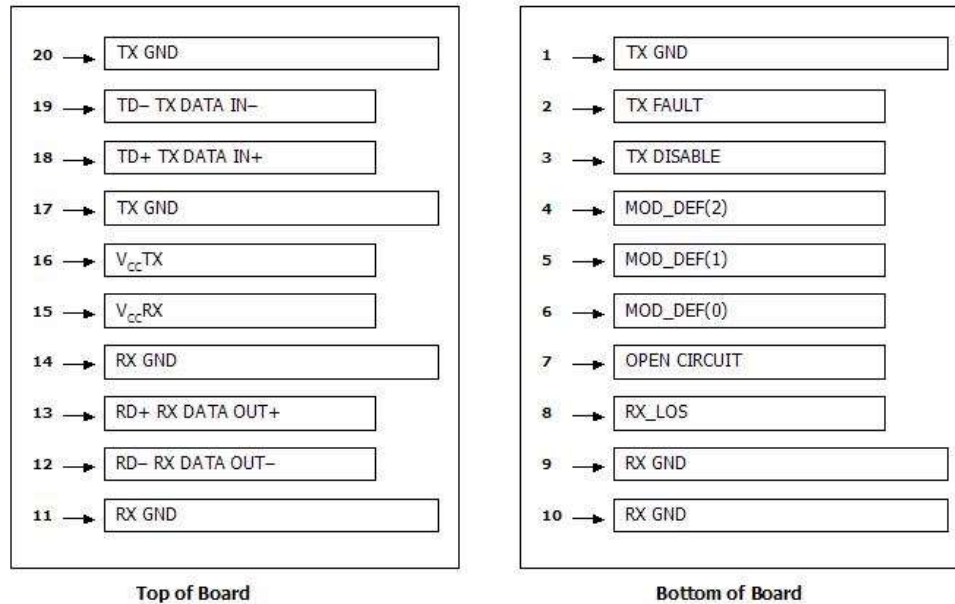 20 TX GND
19 TD– TX DATA IN–
18 TD+ TX DATA IN+
17 TX GND
16 VCCTX
15 VCCRX
14 RX GND
13 RD+ RX DATA OUT+
12 RD– RX DATA OUT–
11 RX GND
Top of Board
1 TX GND
2 TX FAULT
3 TX DISABLE
4 MOD_DEF(2)
5 MOD_DEF(1)
6 MOD_DEF(0)
7 OPEN CIRCUIT
8 RX_LOS
9 RX GND
10 RX GND
Bottom of Board